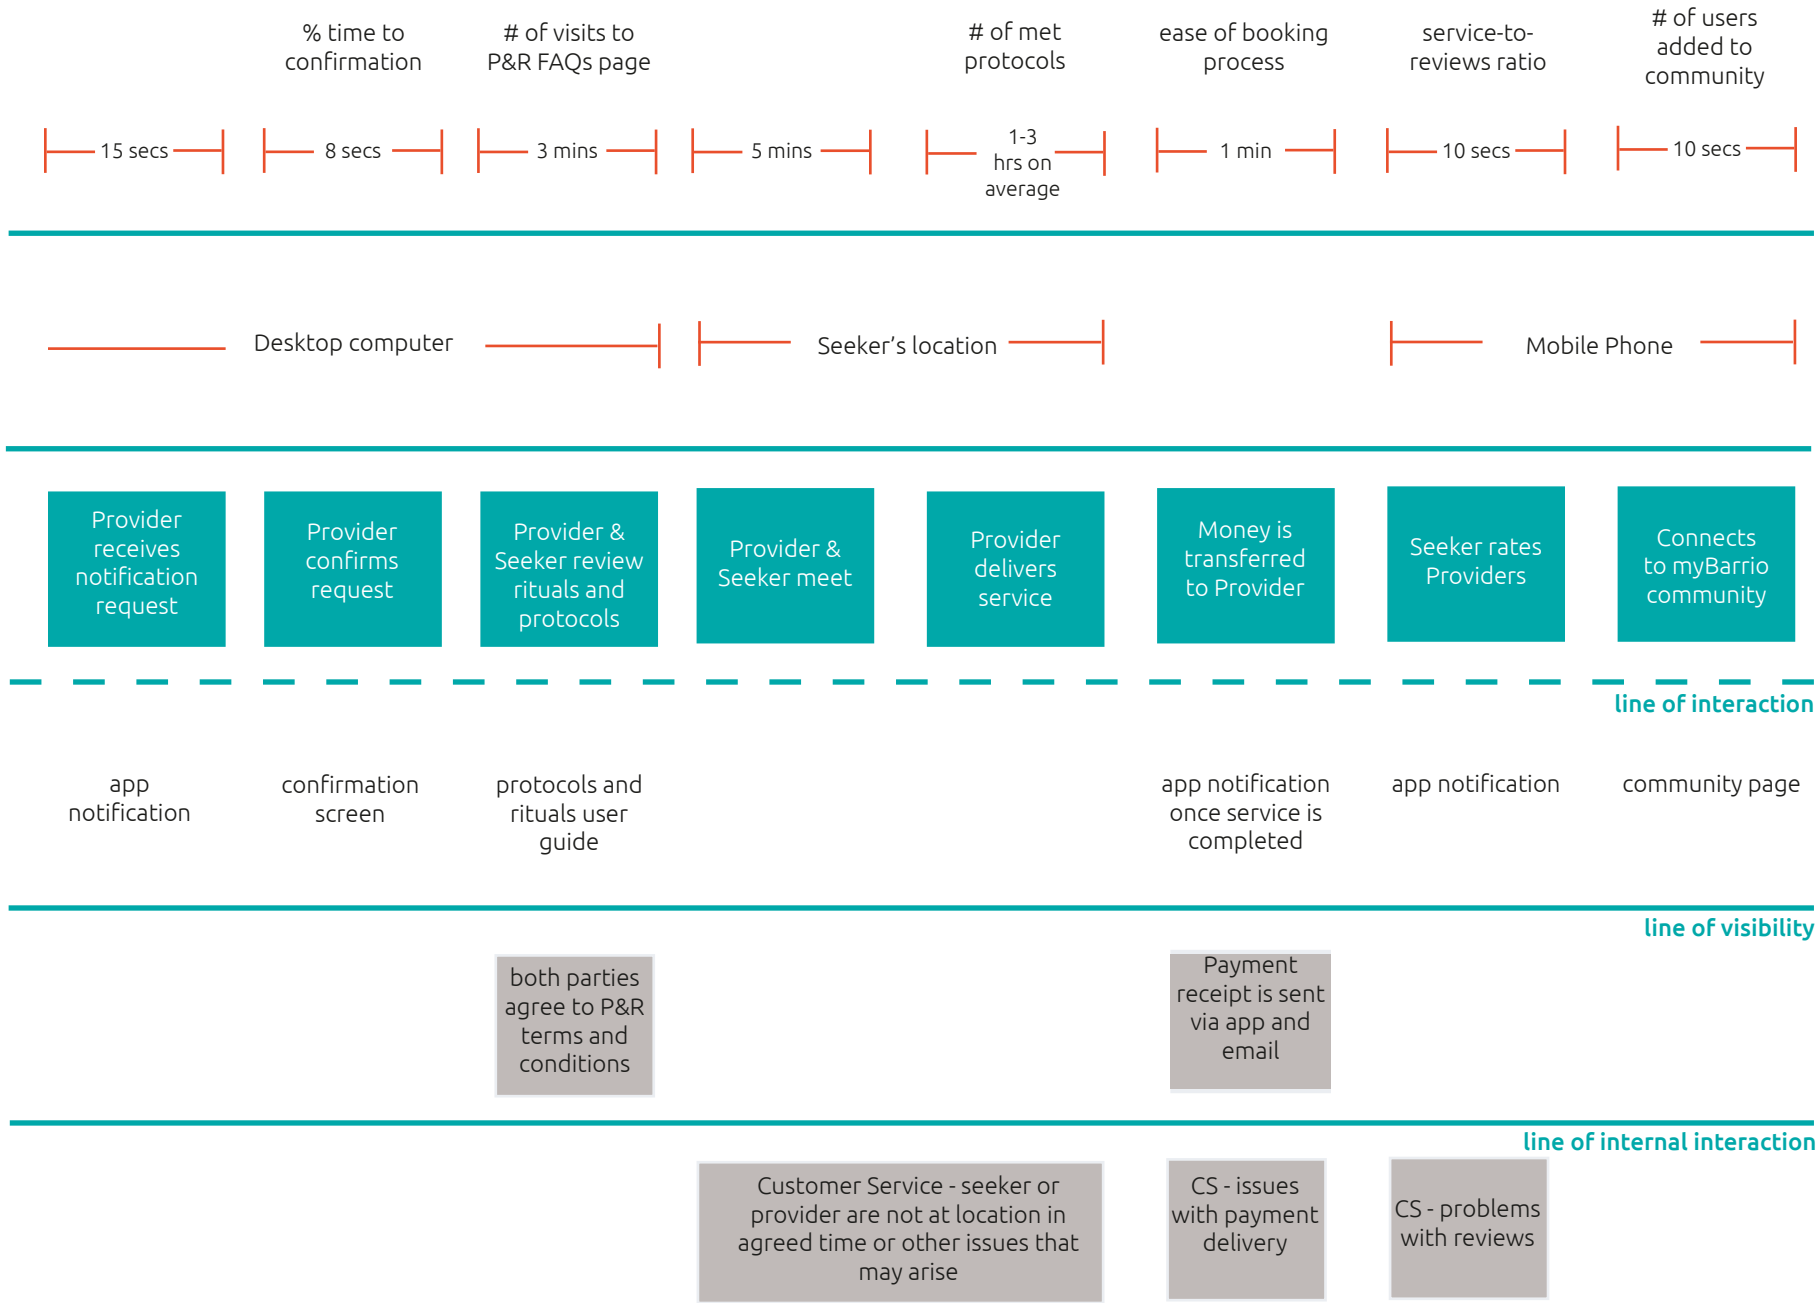 % time to
confirmation
# of visits to
P&R FAQs page
# of met
protocols
ease of booking
process
service-to-
reviews ratio
# of users
added to
community
15 secs
8 secs
3 mins
5 mins
1-3
hrs on
average
1 min
10 secs
10 secs
Desktop computer
Seeker’s location
Mobile Phone
Provider
receives
notification
request
Provider
confirms
request
Provider &
Seeker review
rituals and
protocols
Provider &
Seeker meet
Provider
delivers
service
Money is
transferred
to Provider
Seeker rates
Providers
Connects
to myBarrio
community
line of interaction
app
notification
confirmation
screen
protocols and
rituals user
guide
app notification
once service is
completed
app notification
community page
line of visibility
both parties
agree to P&R
terms and
conditions
Payment
receipt is sent
via app and
email
line of internal interaction
Customer Service - seeker or
provider are not at location in
agreed time or other issues that
may arise
CS - issues
with payment
delivery
CS - problems
with reviews